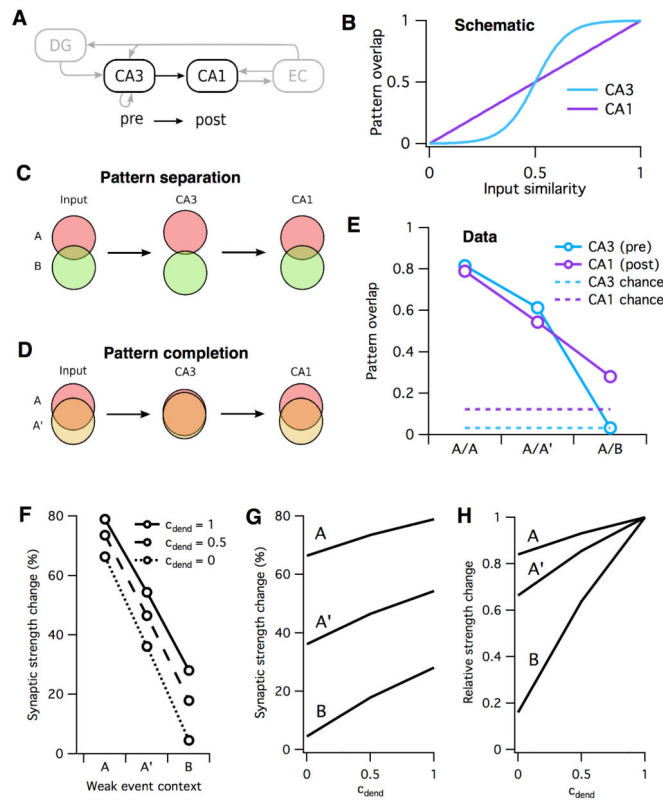 A
DG
CA3
CA1
EC
pre
post
B
Schematic
Pattern overlap
1.0
0.5
0.0
CA3
CA1
0
0.5
1
Input similarity
C
Pattern separation
Input
CA3
CA1
A
B
D
Pattern completion
Input
CA3
CA1
A
A'
E
Data
CA3 (pre)
CA1 (post)
CA3 chance
CA1 chance
Pattern overlap
0.8
0.6
0.4
0.2
0
A/A
A/A'
A/B
F
Synaptic strength change (%)
80
60
40
20
0
c_dend = 1
c_dend = 0.5
c_dend = 0
A
A'
B
Weak event context
G
Synaptic strength change (%)
80
60
40
20
0
A
A'
B
0
0.5
1
c_dend
H
Relative strength change
1
0.8
0.6
0.4
0.2
0
A
A'
B
0
0.5
1
c_dend